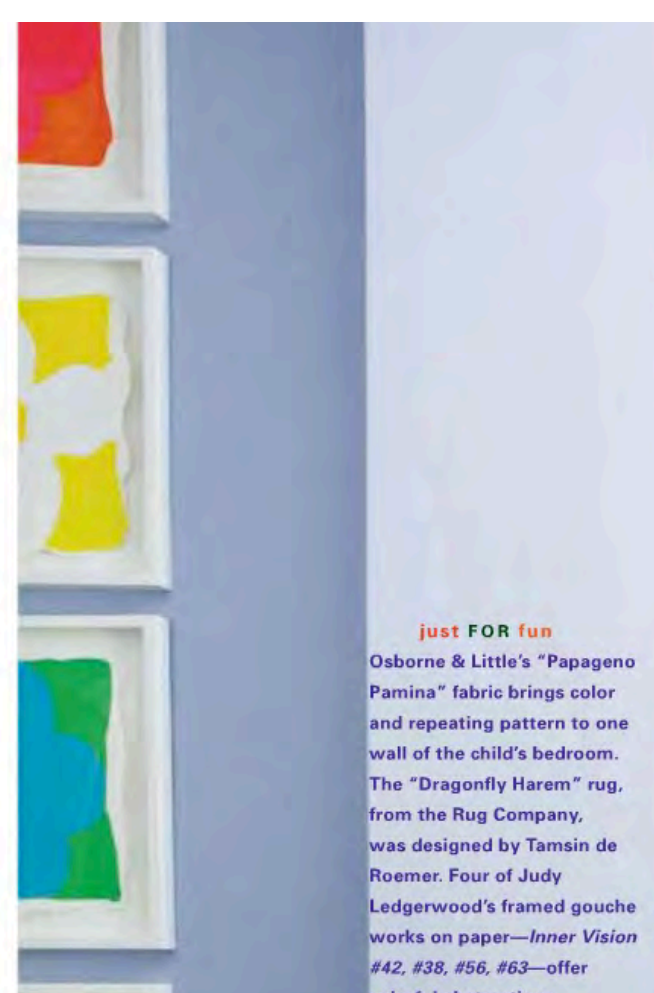 just FOR fun
Osborne & Little's “Papageno
Pamina” fabric brings color
and repeating pattern to one
wall of the child's bedroom.
The “Dragonfly Harem” rug,
from the Rug Company,
was designed by Tamsin de
Roemer. Four of Judy
Ledgerwood's framed gouche
works on paper—Inner Vision
#42, #38, #56, #63—offer